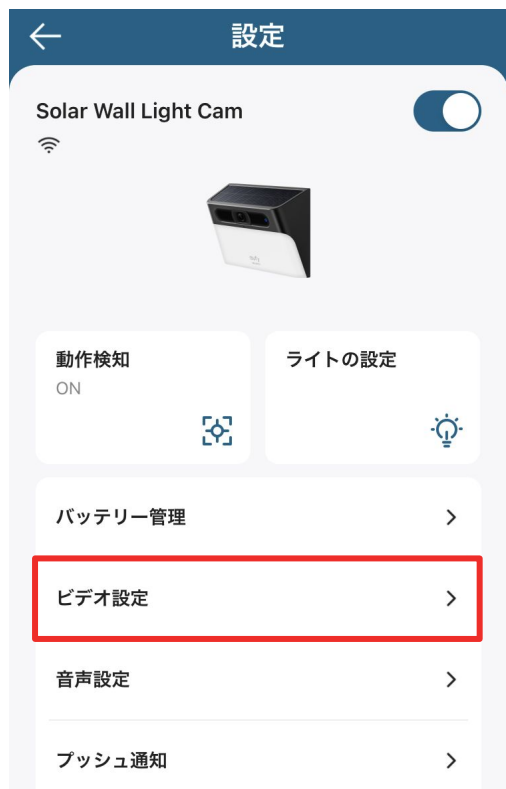 設定
Solar Wall Light Cam
動作検知
ON
ライトの設定
バッテリー管理
ビデオ設定
音声設定
プッシュ通知